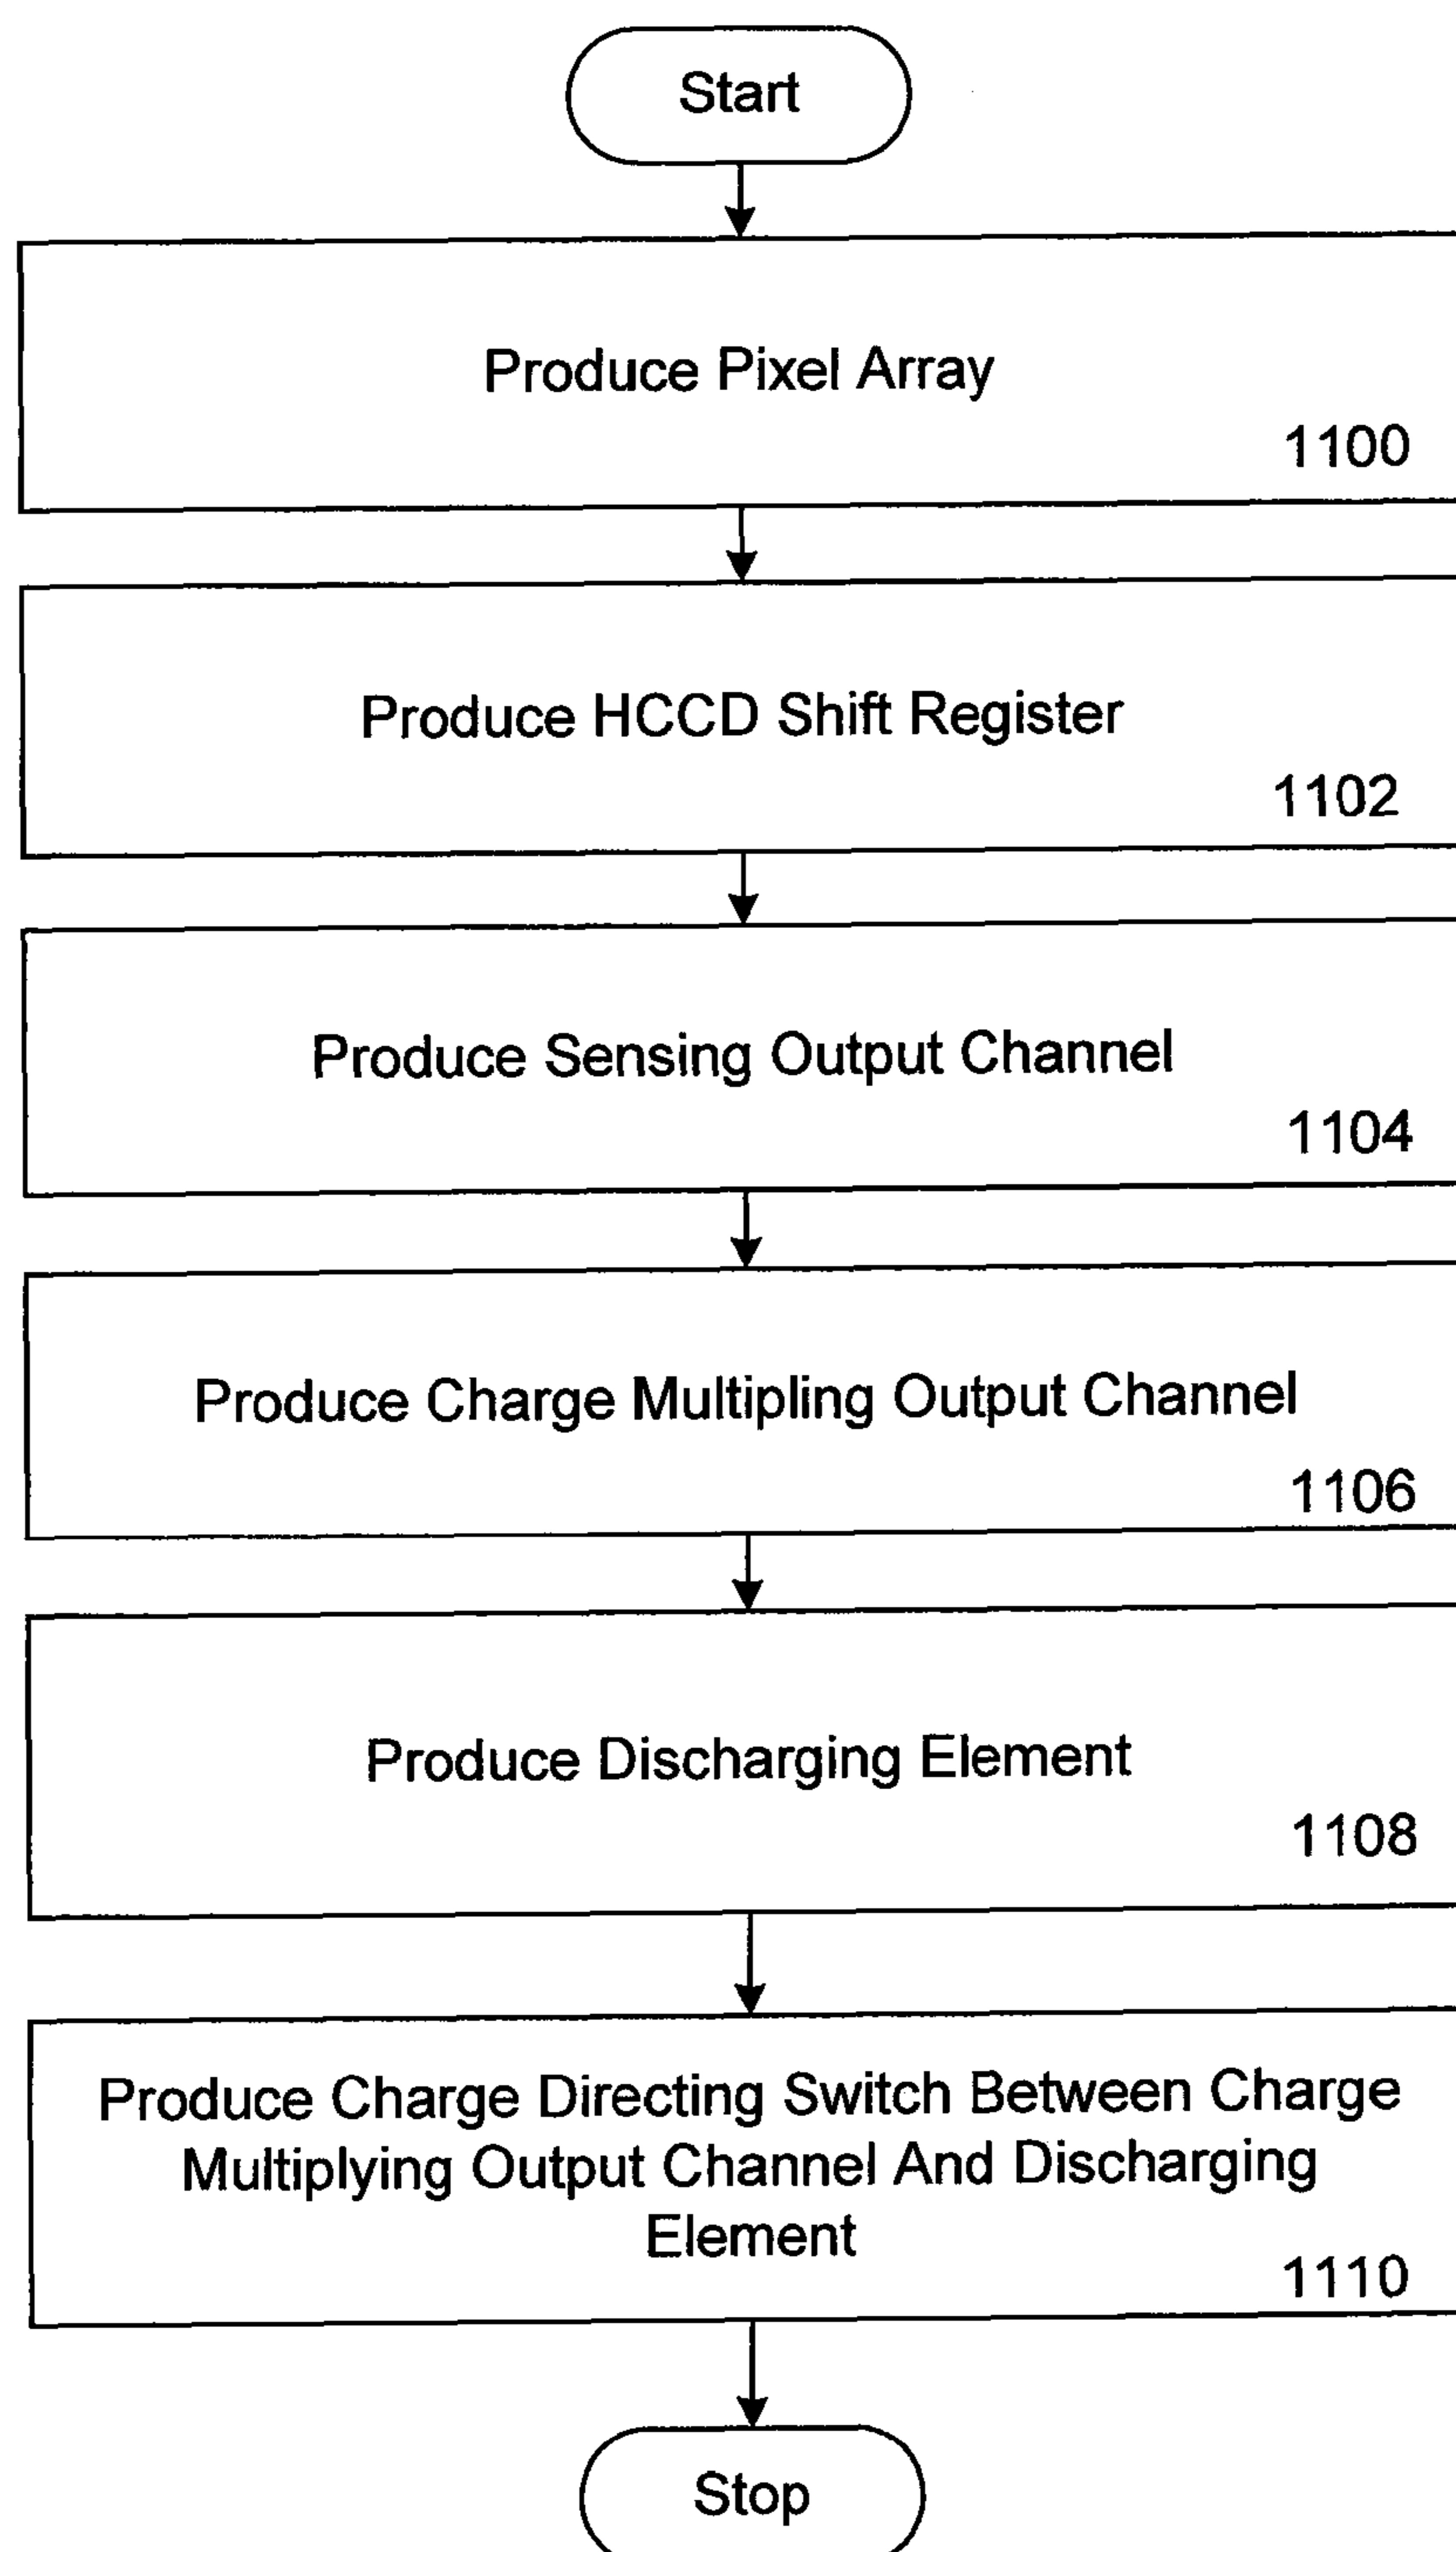 Start
Produce Pixel Array
1100
Produce HCCD Shift Register
1102
Produce Sensing Output Channel
1104
Produce Charge Multipling Output Channel
1106
Produce Discharging Element
1108
Produce Charge Directing Switch Between Charge
Multiplying Output Channel And Discharging
Element
1110
Stop